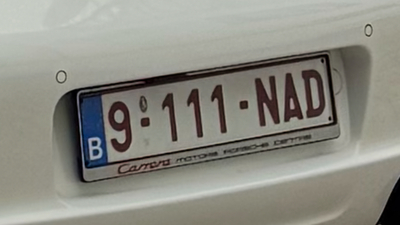 B 9-111-NAD
Carrera MOTORS PORSCHE CENTRE